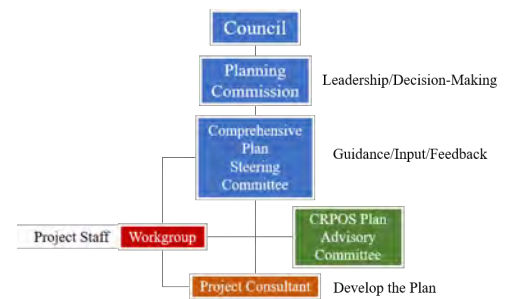 Council
Planning
Commission
Leadership/Decision-Making
Comprehensive
Plan
Steering
Committee
Guidance/Input/Feedback
Project Staff
Workgroup
CRPOS Plan
Advisory
Committee
Project Consultant
Develop the Plan